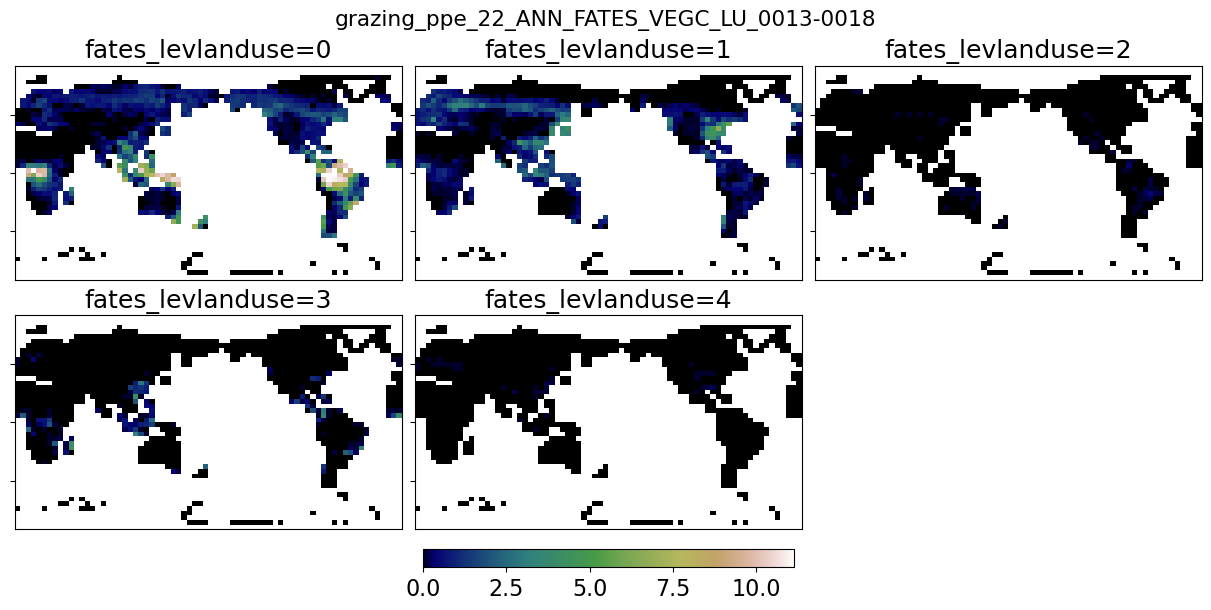 grazing_ppe_22_ANN_FATES_VEGC_LU_0013-0018
fates_levlanduse=0
fates_levlanduse=1
fates_levlanduse=2
fates_levlanduse=3
fates_levlanduse=4
0.0 2.5 5.0 7.5 10.0